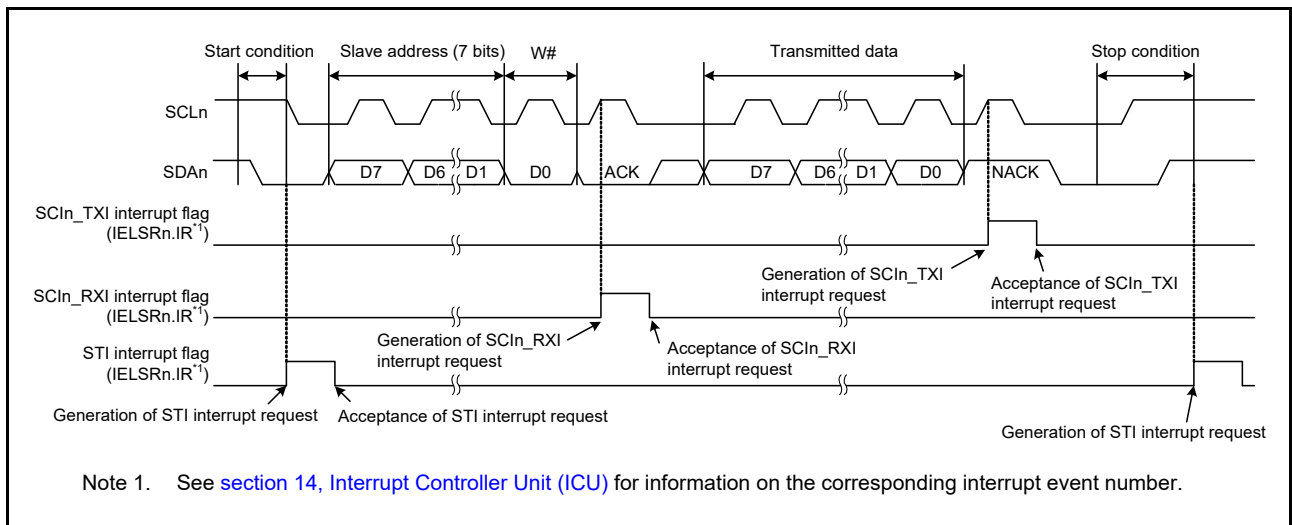 Start condition Slave address (7 bits) W# Transmitted data Stop condition
SCLn
SDAn D7 D6 D1 D0 ACK D7 D6 D1 D0 NACK
SCIn_TXI interrupt flag
(IELSRn.IR*1)
Generation of SCIn_TXI
interrupt request
Acceptance of SCIn_TXI
interrupt request
SCIn_RXI interrupt flag
(IELSRn.IR*1)
Generation of SCIn_RXI
interrupt request
Acceptance of SCIn_RXI
interrupt request
STI interrupt flag
(IELSRn.IR*1)
Generation of STI interrupt request
Acceptance of STI interrupt request
Generation of STI interrupt request
Note 1. See section 14, Interrupt Controller Unit (ICU) for information on the corresponding interrupt event number.